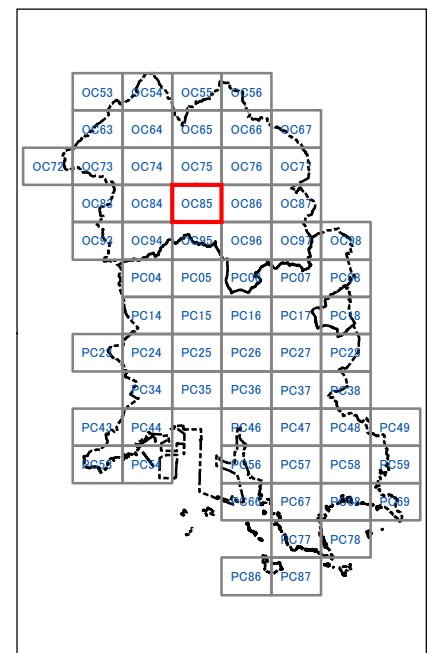 OC53 OC54 OC55 OC56
OC63 OC64 OC65 OC66 OC67
OC72 OC73 OC74 OC75 OC76 OC77
OC83 OC84 OC85 OC86 OC87
OC93 OC94 OC95 OC96 OC97 OC98
PC04 PC05 PC06 PC07 PC08
PC14 PC15 PC16 PC17 PC18
PC23 PC24 PC25 PC26 PC27 PC28
PC34 PC35 PC36 PC37 PC38
PC43 PC44 PC46 PC47 PC48 PC49
PC53 PC54 PC56 PC57 PC58 PC59
PC66 PC67 PC68 PC69
PC77 PC78
PC86 PC87